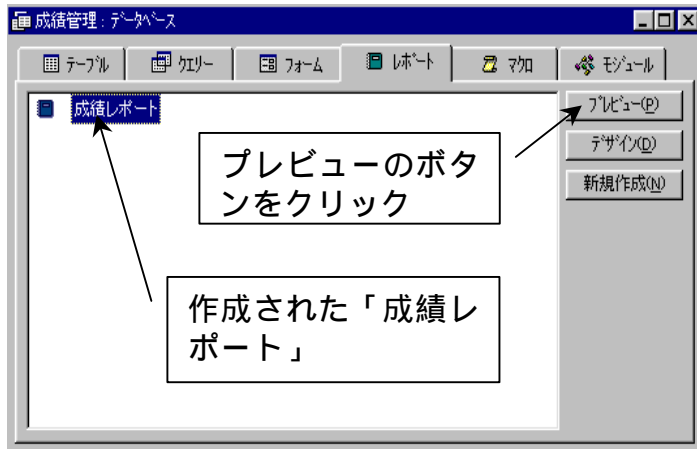 成績管理 : ﾃﾞｰﾀﾍﾞｰｽ
ﾃｰﾌﾞﾙ ｸｴﾘｰ ﾌｫｰﾑ ﾚﾎﾟｰﾄ ﾏｸﾛ ﾓｼﾞｭｰﾙ
成績レポート
ﾌﾟﾚﾋﾞｭｰ(P)
ﾃﾞｻﾞｲﾝ(D)
新規作成(N)
プレビューのボタ
ンをクリック
作成された「成績レ
ポート」